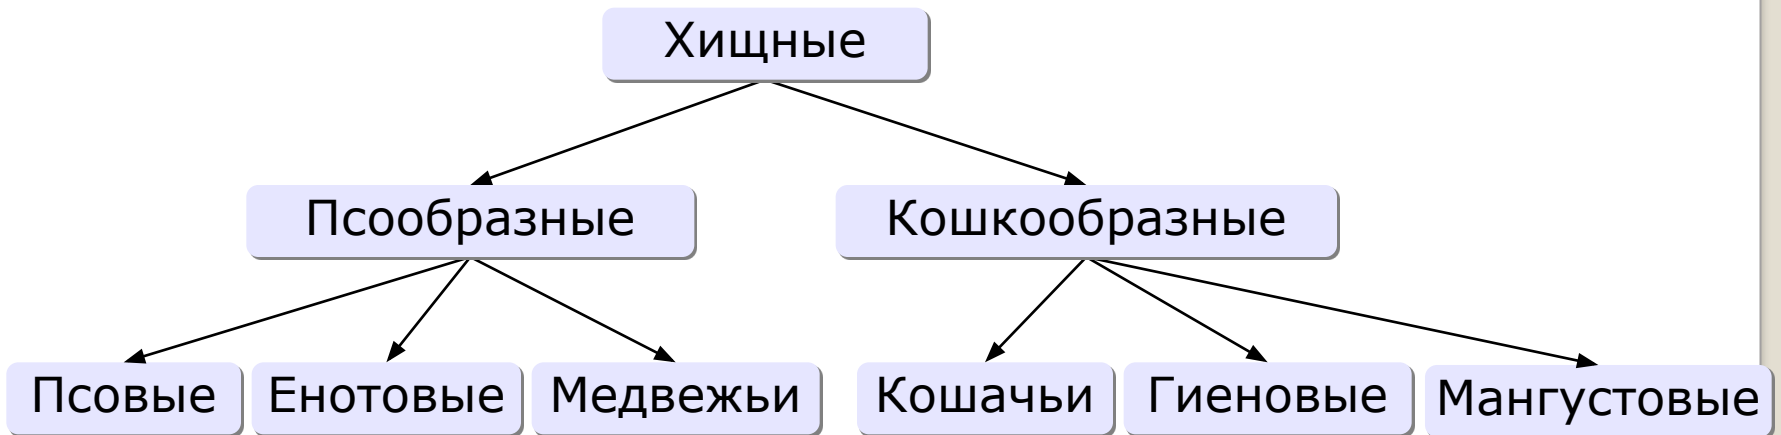 Хищные
Псообразные Кошкообразные
Псовые Енотовые Медвежьи Кошачьи Гиеновые Мангустовые